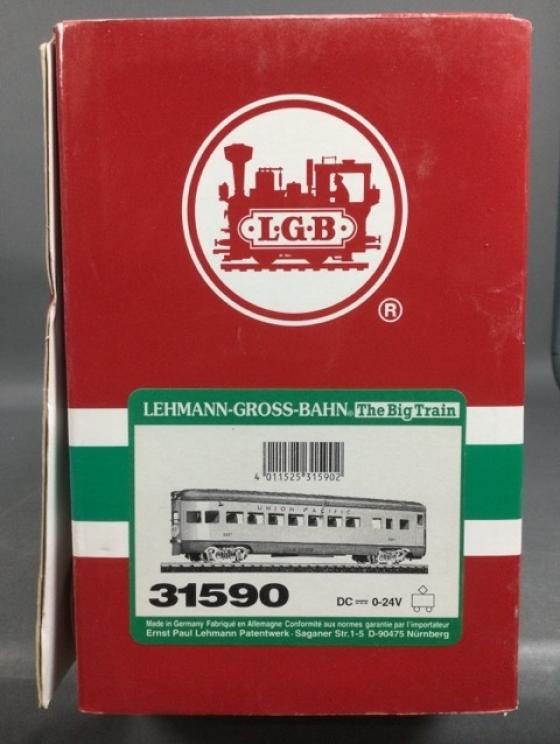 ·L·G·B·
®
LEHMANN-GROSS-BAHN® The Big Train
4 011525 315902
UNION PACIFIC
31590 DC 0-24V
Made in Germany Fabriqué en Allemagne Conformité aux normes garantie par l'importateur
Ernst Paul Lehmann Patentwerk · Saganer Str.1-5 D-90475 Nürnberg